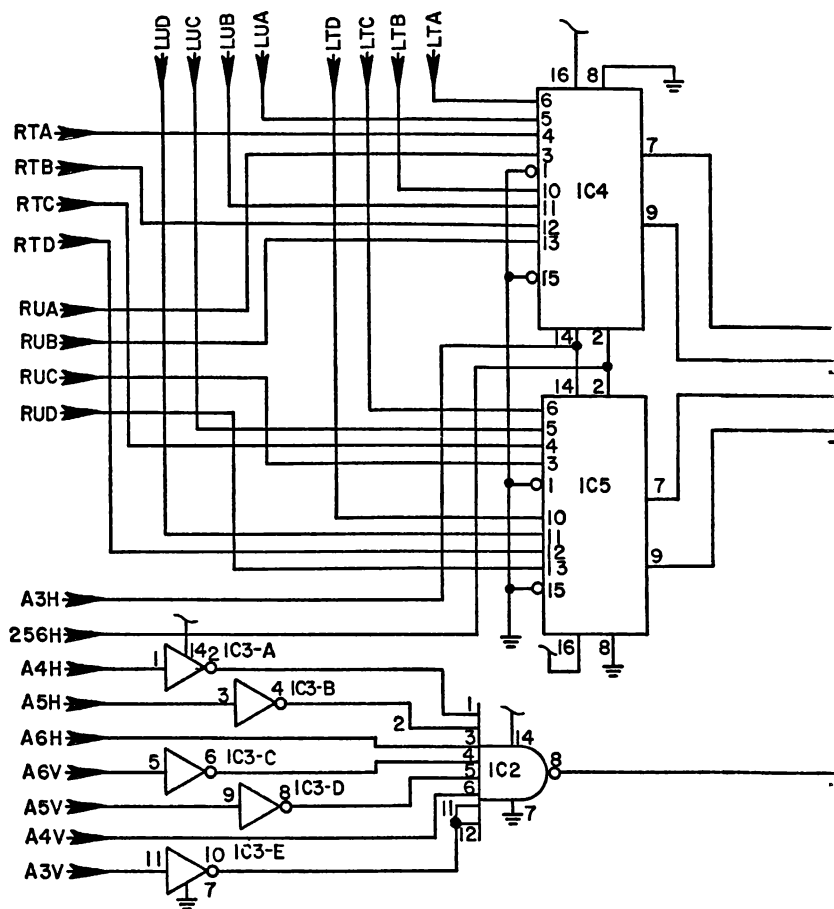 LUD LUC LUB LUA LTD LTC LTB LTA
16 8
6
RTA 5
4 7
RTB 3
1 IC4
RTC 10
11 9
12
RTD 13
15
RUA
RUB 4 2
RUC 14 2
RUD 6
5
4
3
1 IC5 7
10
11
12 9
13
A3H 15
256H 16 8
A4H 1 14 2 IC3-A
A5H 3 4 IC3-B 1
2 14
A6H 3
A6V 5 6 IC3-C 4 IC2 8
5
A5V 9 8 IC3-D 6
11 7
A4V 12
A3V 11 10 IC3-E
7